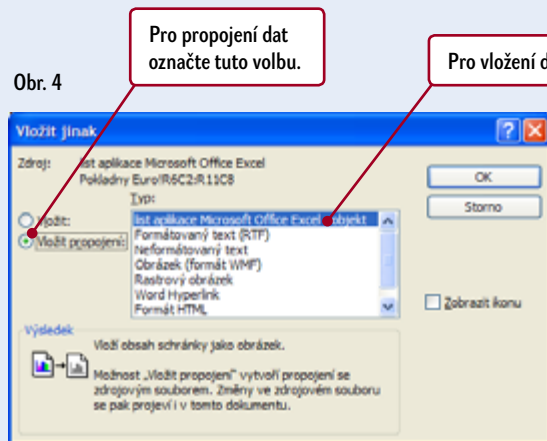 Pro propojení dat
označte tuto volbu.
Pro vložení d
Obr. 4
Vložit jinak
Zdroj: list aplikace Microsoft Office Excel
Pokladny Euro!R6C2:R11C8
Typ:
Vložit:
Vložit propojení:
list aplikace Microsoft Office Excel objekt
Formátovaný text (RTF)
Neformátovaný text
Obrázek (formát WMF)
Rastrový obrázek
Word Hyperlink
Formát HTML
OK
Storno
Zobrazit ikonu
Výsledek
Vloží obsah schránky jako obrázek.
Možnost „Vložit propojení" vytvoří propojení se
zdrojovým souborem. Změny ve zdrojovém souboru
se pak projeví i v tomto dokumentu.